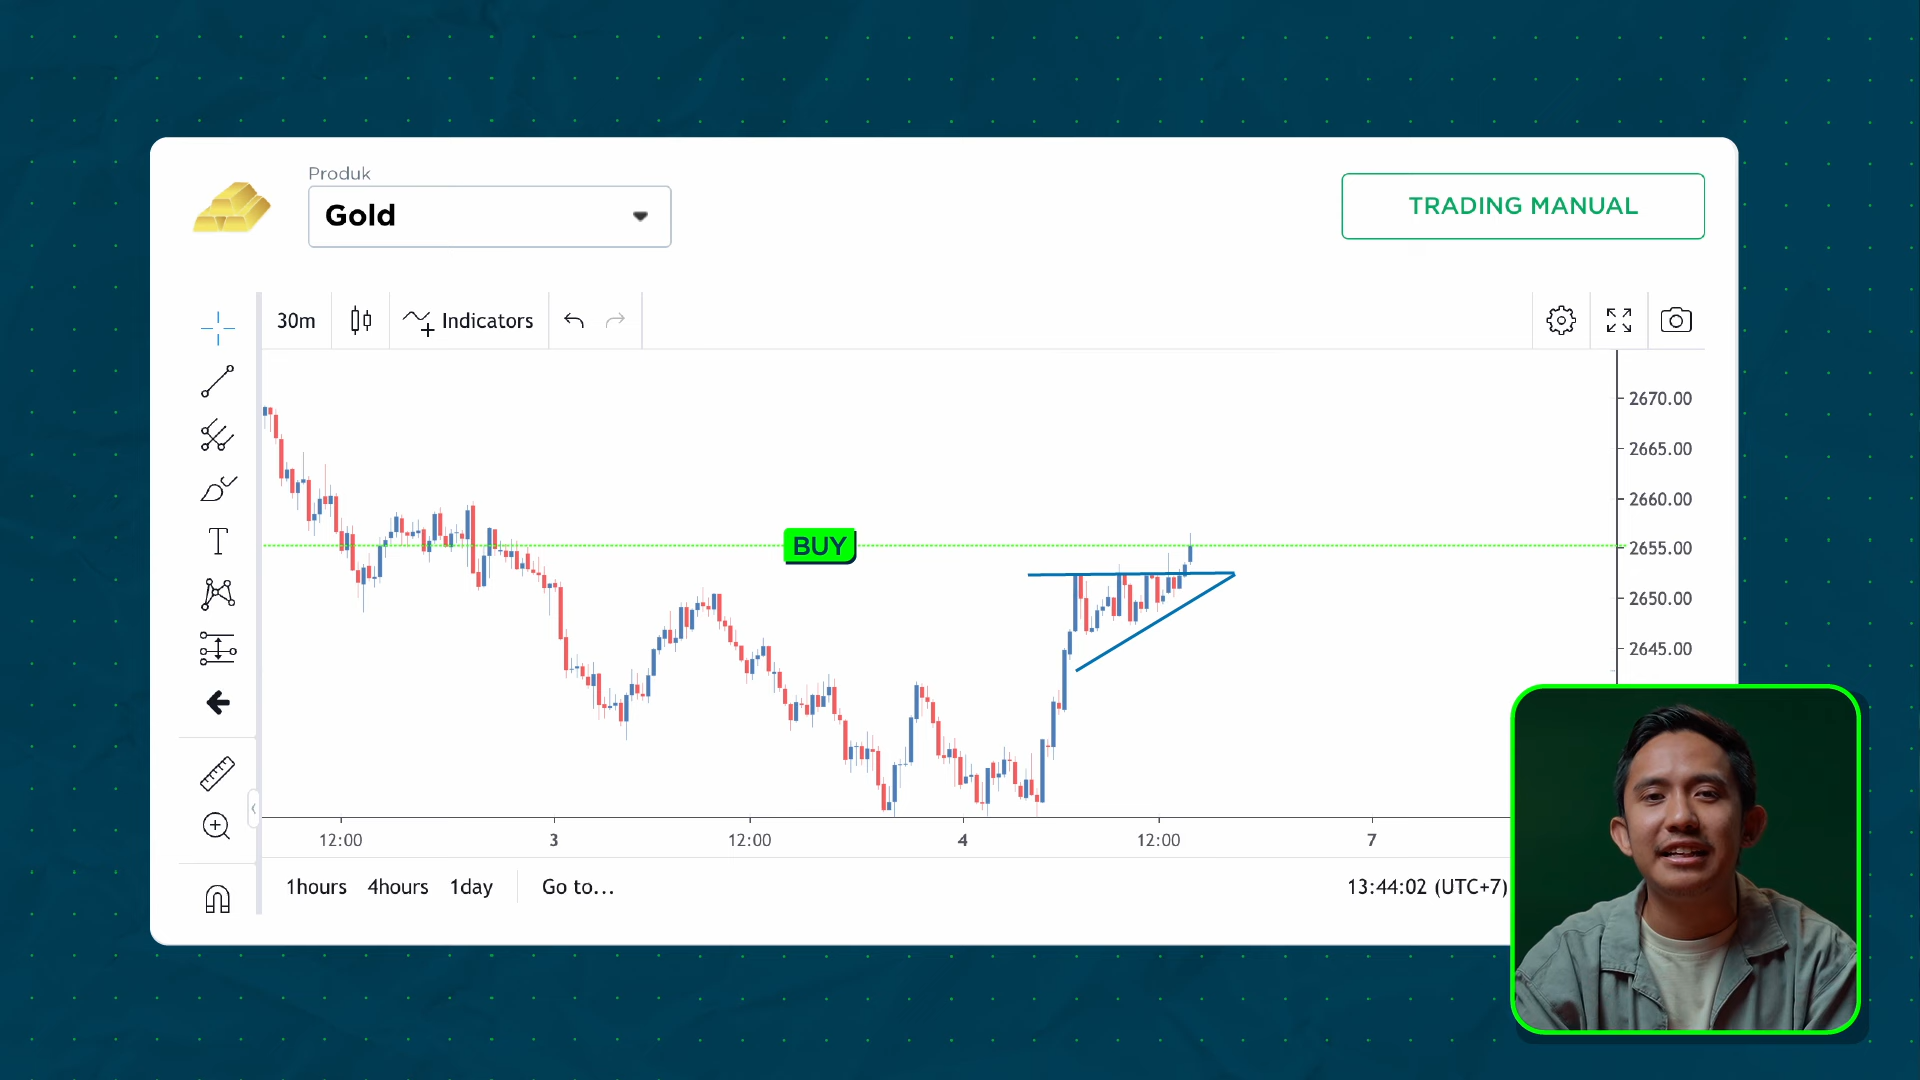 Produk
Gold
TRADING MANUAL
30m
Indicators
2670.00
2665.00
2660.00
BUY
2655.00
2650.00
2645.00
12:00
3
12:00
4
12:00
7
1hours
4hours
1day
Go to...
13:44:02 (UTC+7)